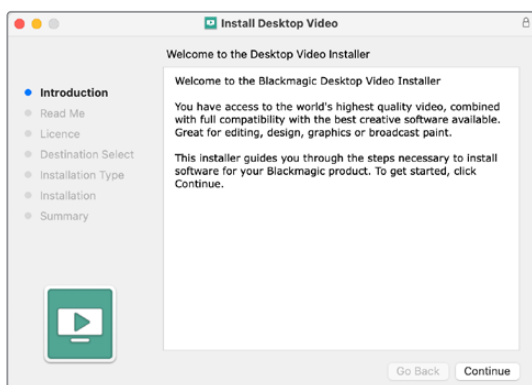 Install Desktop Video
Welcome to the Desktop Video Installer
Introduction
Read Me
Licence
Destination Select
Installation Type
Installation
Summary
Welcome to the Blackmagic Desktop Video Installer
You have access to the world's highest quality video, combined
with full compatibility with the best creative software available.
Great for editing, design, graphics or broadcast paint.
This installer guides you through the steps necessary to install
software for your Blackmagic product. To get started, click
Continue.
Go Back
Continue